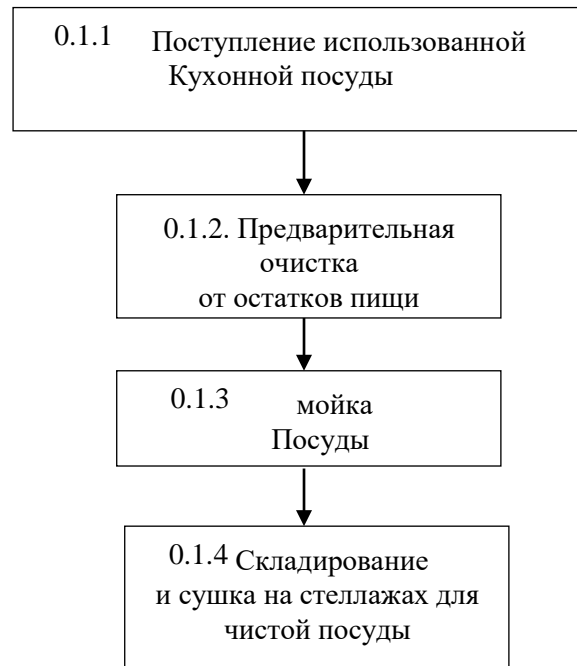 0.1.1 Поступление использованной
Кухонной посуды
0.1.2. Предварительная
очистка
от остатков пищи
0.1.3 мойка
Посуды
0.1.4 Складирование
и сушка на стеллажах для
чистой посуды